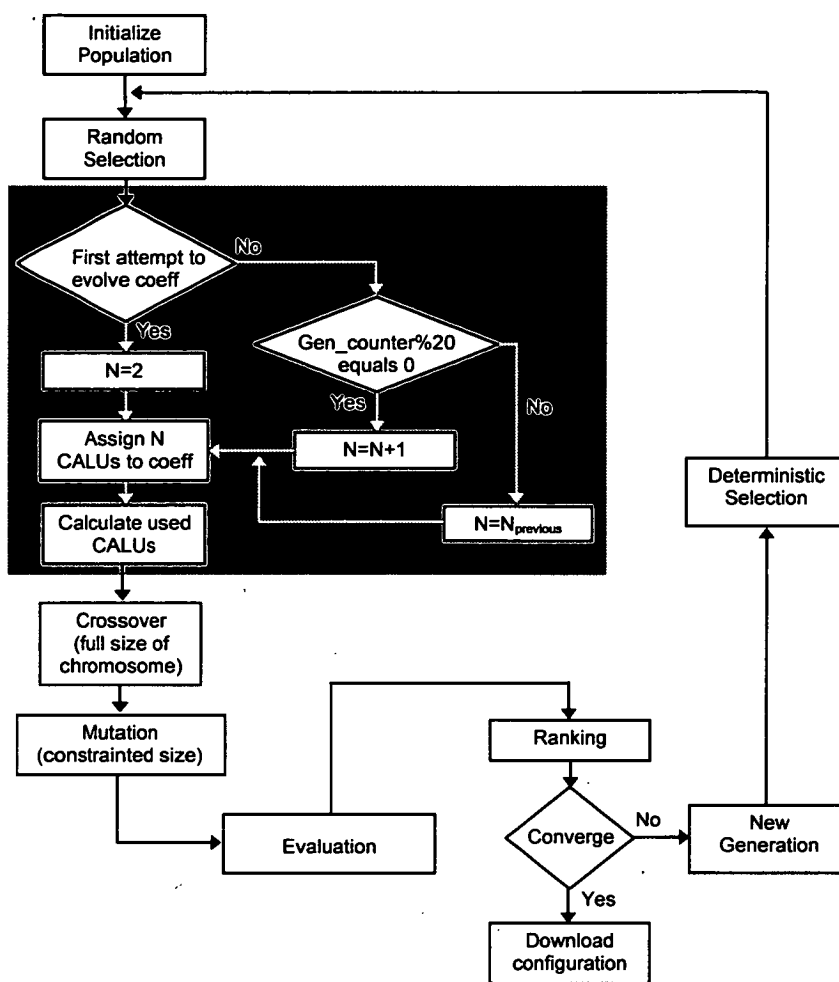 Initialize
Population
Random
Selection
First attempt to
evolve coeff
No
Yes
Gen_counter%20
equals 0
N=2
Yes
No
Assign N
CALUs to coeff
N=N+1
Calculate used
CALUs
N=Nprevious
Deterministic
Selection
Crossover
(full size of
chromosome)
Mutation
(constrainted size)
Ranking
Evaluation
Converge
No
New
Generation
Yes
Download
configuration